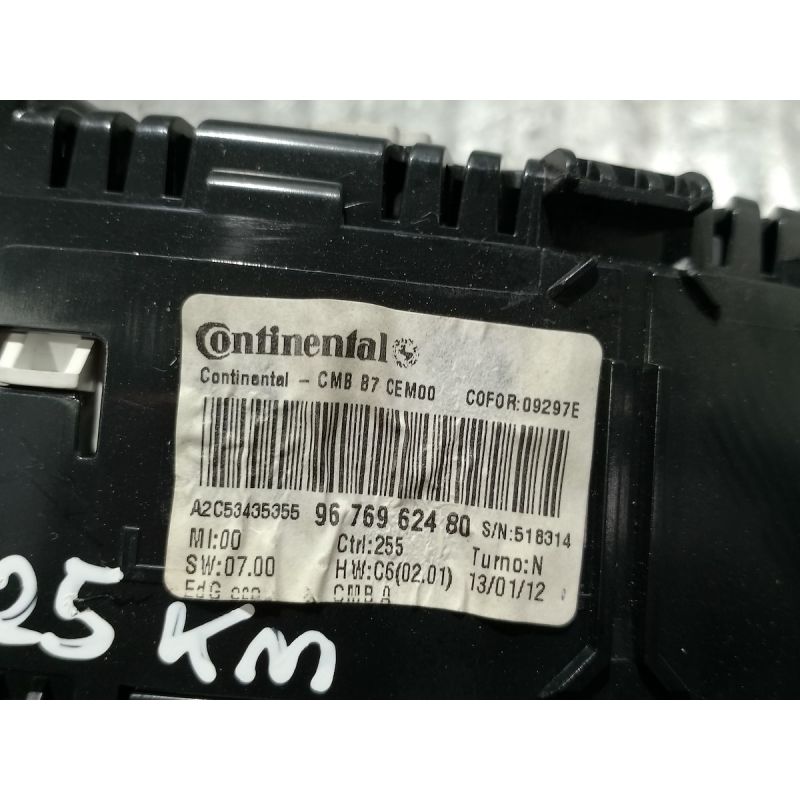 Continental
Continental - CMB B7 CEM00 COFOR:09297E
A2C53435355 96 769 624 80 S/N:518314
MI:00 Ctrl:255 Turno:N
SW:07.00 HW:C6(02.01) 13/01/12
EdG CMB A
25 KM